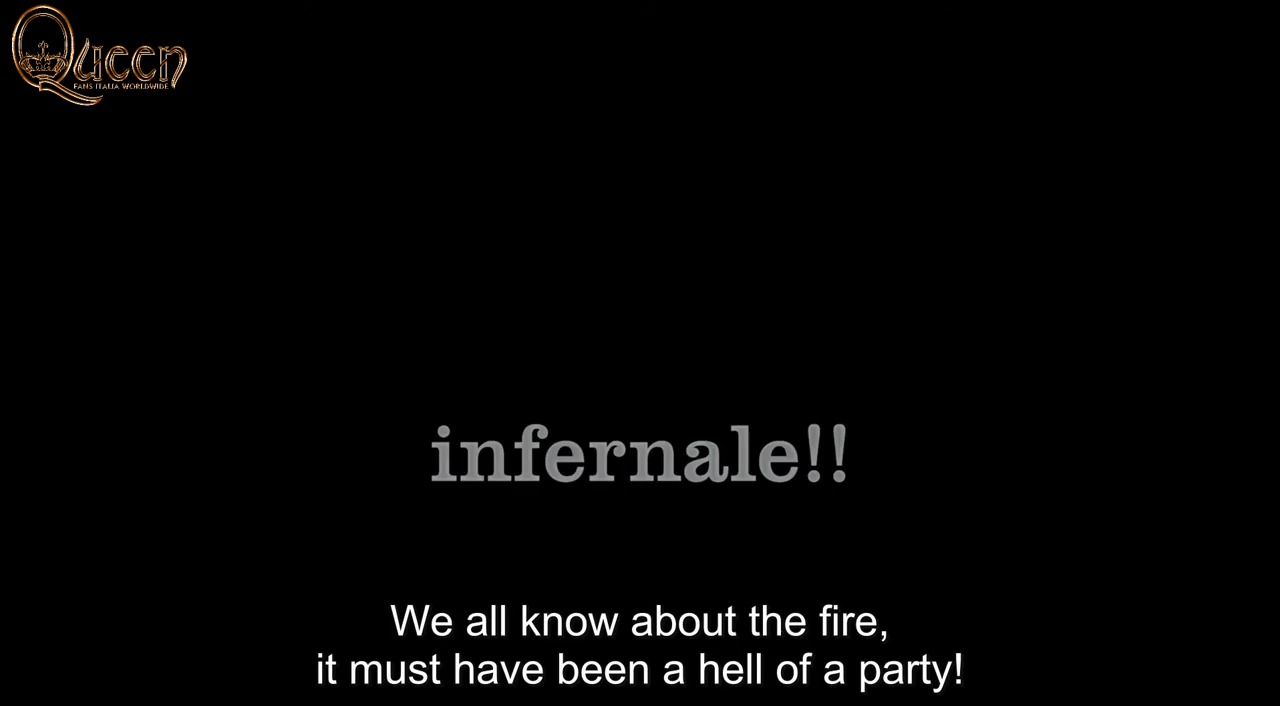 Queen
FANS ITALIA WORLDWIDE
infernale!!
We all know about the fire,
it must have been a hell of a party!